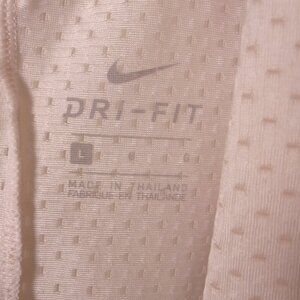 DRI-FIT
L G G
MADE IN THAILAND
FABRIQUÉ EN THAÏLANDE